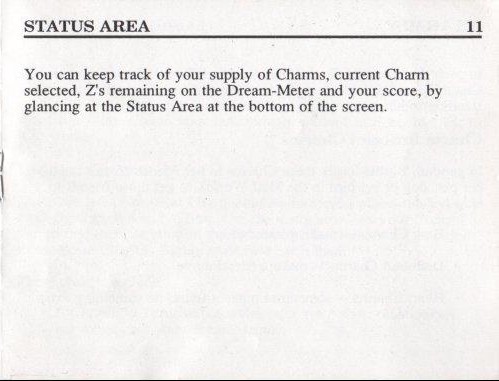 STATUS AREA 11
You can keep track of your supply of Charms, current Charm
selected, Z's remaining on the Dream-Meter and your score, by
glancing at the Status Area at the bottom of the screen.